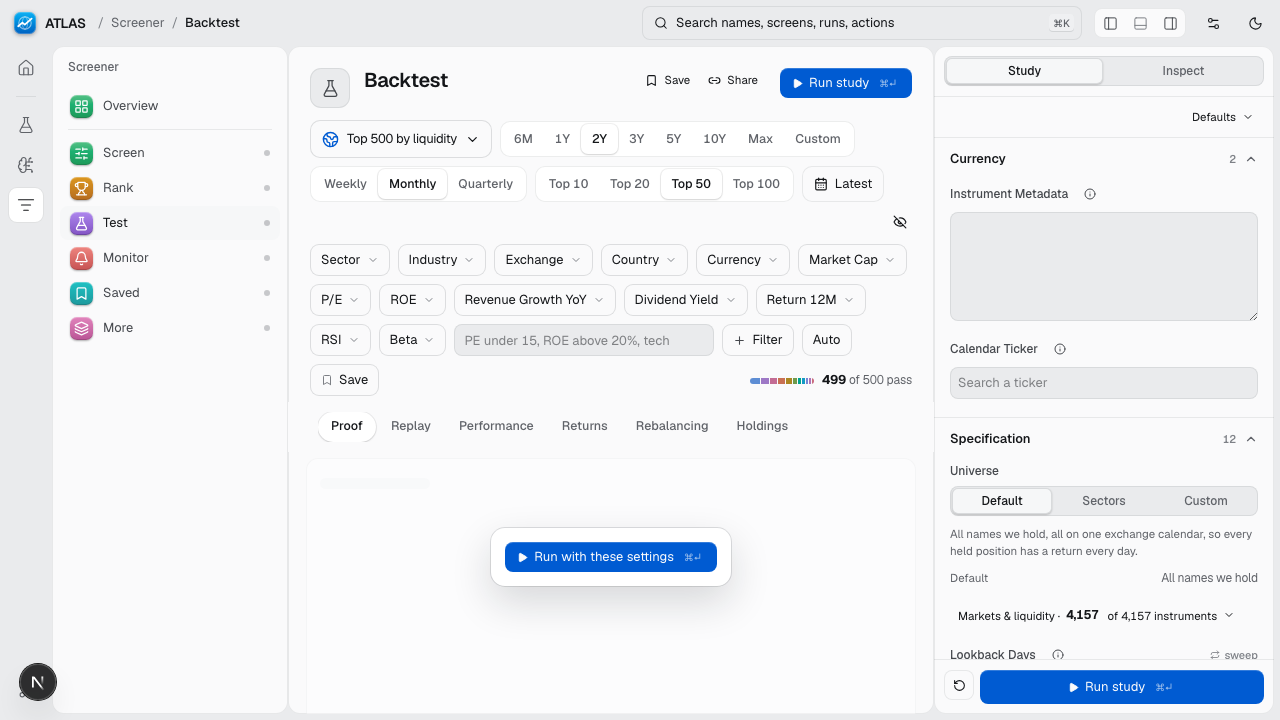 ATLAS / Screener / Backtest
Search names, screens, runs, actions ⌘K
Screener
Overview
Screen
Rank
Test
Monitor
Saved
More
Backtest
Save
Share
Run study ⌘↵
Top 500 by liquidity
6M 1Y 2Y 3Y 5Y 10Y Max Custom
Weekly Monthly Quarterly
Top 10 Top 20 Top 50 Top 100
Latest
Sector Industry Exchange Country Currency Market Cap
P/E ROE Revenue Growth YoY Dividend Yield Return 12M
RSI Beta PE under 15, ROE above 20%, tech Filter Auto
Save
499 of 500 pass
Proof Replay Performance Returns Rebalancing Holdings
Run with these settings ⌘↵
Study Inspect
Defaults
Currency 2
Instrument Metadata
Calendar Ticker
Search a ticker
Specification 12
Universe
Default Sectors Custom
All names we hold, all on one exchange calendar, so every
held position has a return every day.
Default All names we hold
Markets & liquidity · 4,157 of 4,157 instruments
Lookback Days sweep
Run study ⌘↵
N